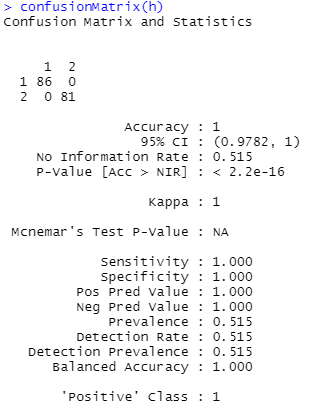 > confusionMatrix(h)
Confusion Matrix and Statistics
1 2
1 86 0
2 0 81
Accuracy : 1
95% CI : (0.9782, 1)
No Information Rate : 0.515
P-Value [Acc > NIR] : < 2.2e-16
Kappa : 1
Mcnemar's Test P-Value : NA
Sensitivity : 1.000
Specificity : 1.000
Pos Pred Value : 1.000
Neg Pred Value : 1.000
Prevalence : 0.515
Detection Rate : 0.515
Detection Prevalence : 0.515
Balanced Accuracy : 1.000
'Positive' Class : 1